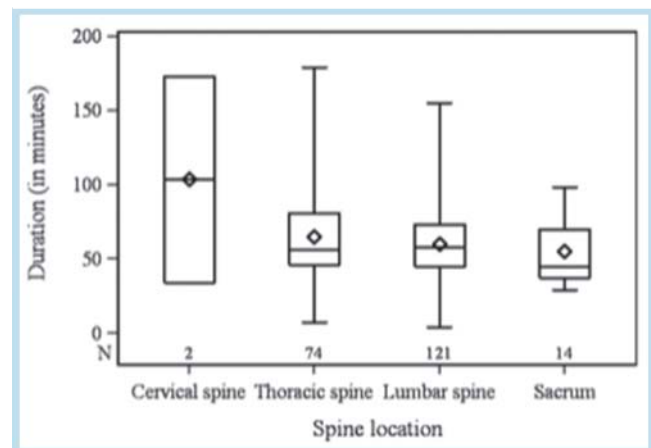 200
150
100
50
0
Duration (in minutes)
N 2 74 121 14
Cervical spine Thoracic spine Lumbar spine Sacrum
Spine location